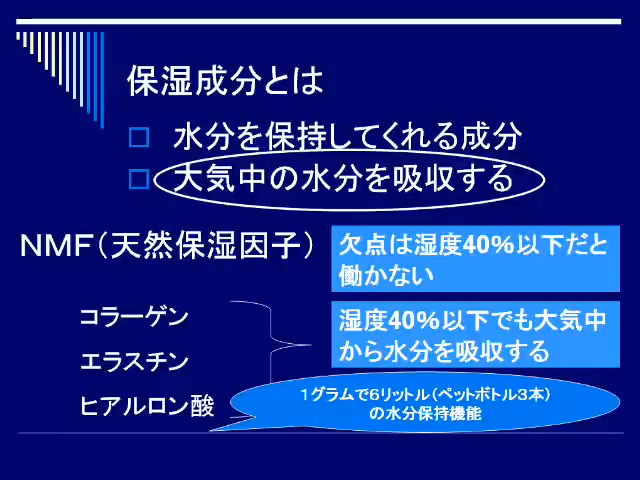 保湿成分とは
水分を保持してくれる成分
大気中の水分を吸収する
NMF（天然保湿因子）
欠点は湿度40%以下だと
働かない
コラーゲン
エラスチン
ヒアルロン酸
湿度40%以下でも大気中
から水分を吸収する
１グラムで６リットル（ペットボトル３本）
の水分保持機能